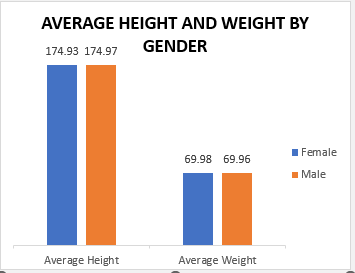 AVERAGE HEIGHT AND WEIGHT BY
GENDER
174.93 174.97
69.98 69.96
Female
Male
Average Height Average Weight